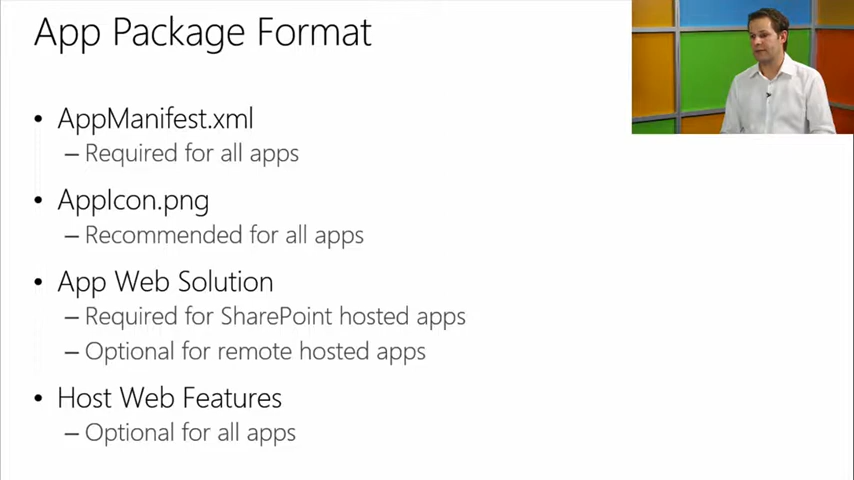 App Package Format
• AppManifest.xml
– Required for all apps
• AppIcon.png
– Recommended for all apps
• App Web Solution
– Required for SharePoint hosted apps
– Optional for remote hosted apps
• Host Web Features
– Optional for all apps